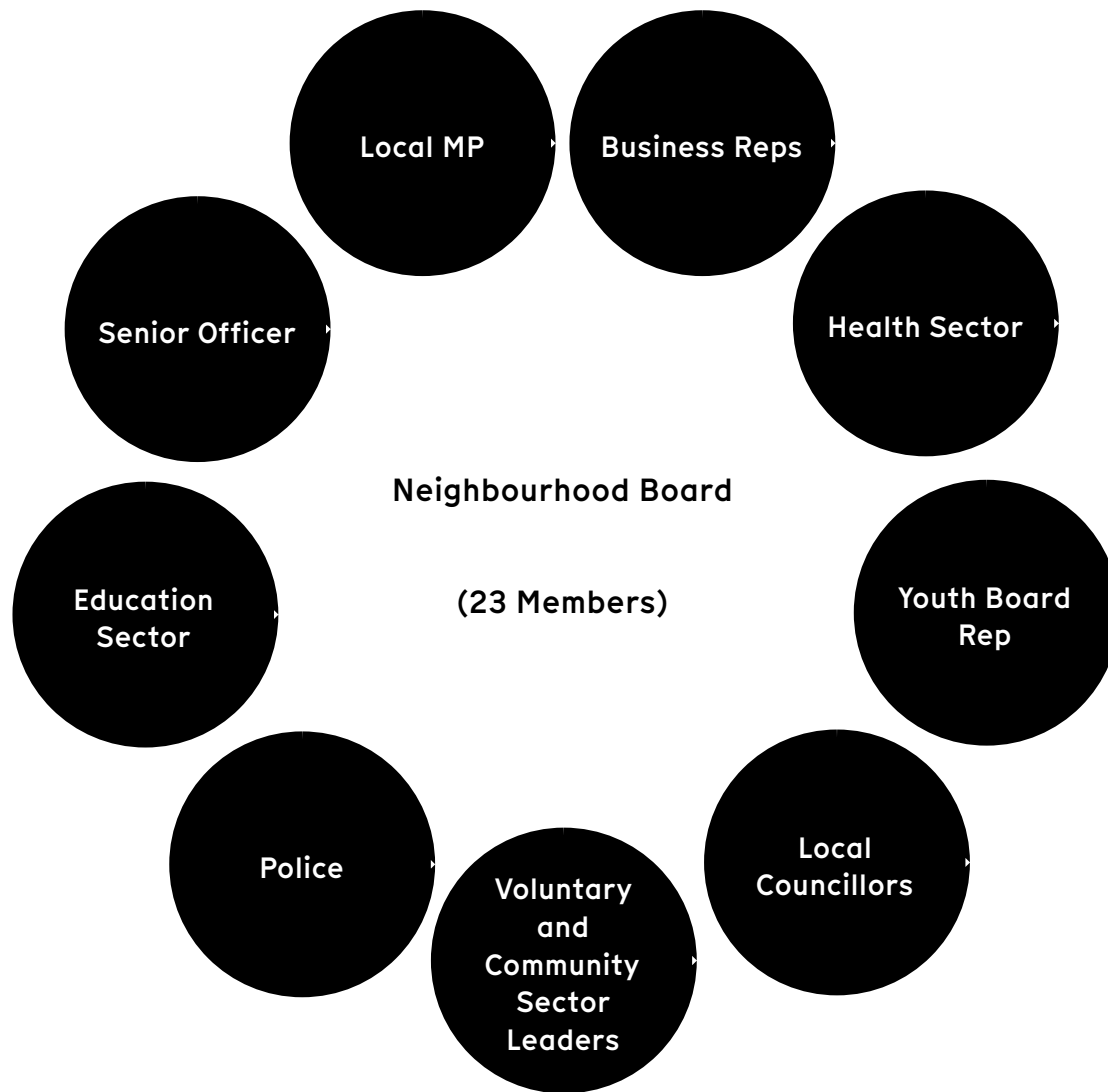 Local MP
Business Reps
Senior Officer
Health Sector
Neighbourhood Board
(23 Members)
Education
Sector
Youth Board
Rep
Police
Voluntary
and
Community
Sector
Leaders
Local
Councillors